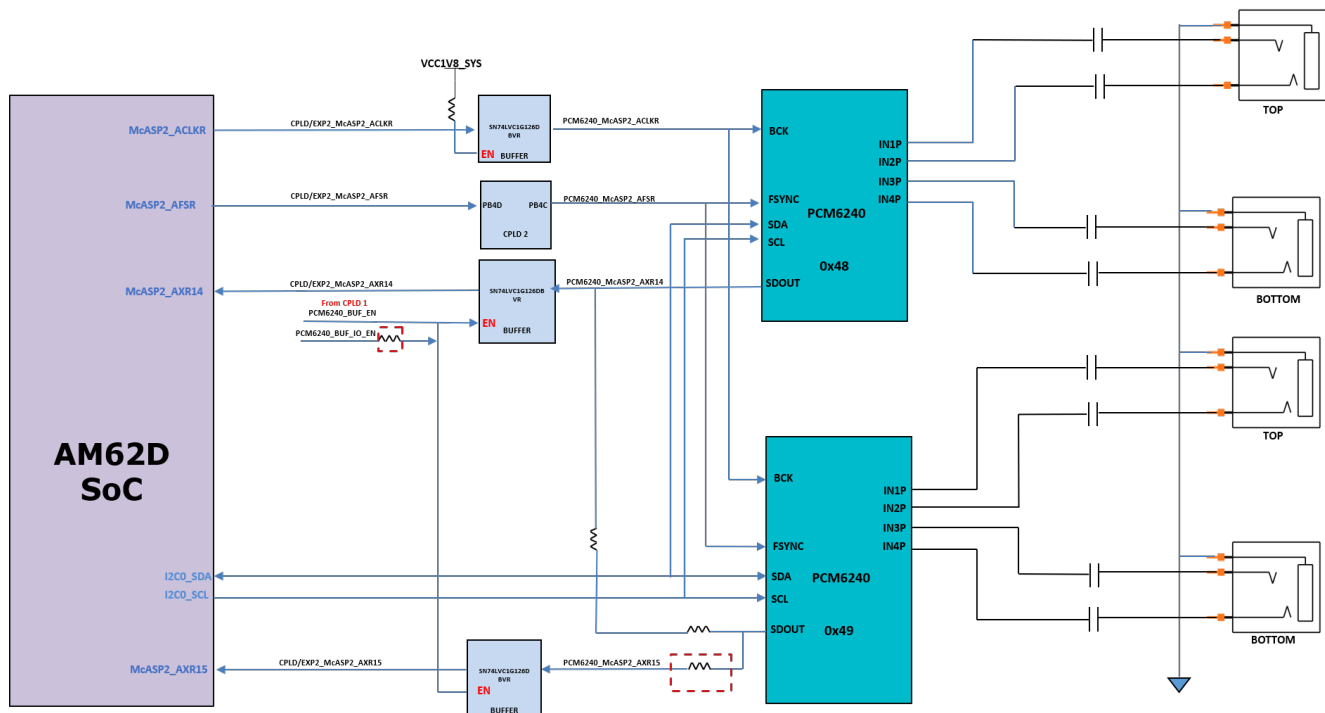 VCC1V8_SYS
McASP2_ACLKR
CPLD/EXP2_McASP2_ACLKR
SN74LVC1G126D
BVR
EN
BUFFER
PCM6240_McASP2_ACLKR
BCK
IN1P
IN2P
IN3P
IN4P
TOP
McASP2_AFSR
CPLD/EXP2_McASP2_AFSR
PB4D
PB4C
CPLD 2
PCM6240_McASP2_AFSR
FSYNC
SDA
SCL
PCM6240
0x48
SDOUT
BOTTOM
McASP2_AXR14
CPLD/EXP2_McASP2_AXR14
SN74LVC1G126DB
VR
EN
BUFFER
PCM6240_McASP2_AXR14
From CPLD 1
PCM6240_BUF_EN
PCM6240_BUF_IO_EN
AM62D
SoC
BCK
IN1P
IN2P
IN3P
IN4P
TOP
FSYNC
SDA
SCL
PCM6240
0x49
SDOUT
BOTTOM
I2C0_SDA
I2C0_SCL
McASP2_AXR15
CPLD/EXP2_McASP2_AXR15
SN74LVC1G126D
BVR
EN
BUFFER
PCM6240_McASP2_AXR15